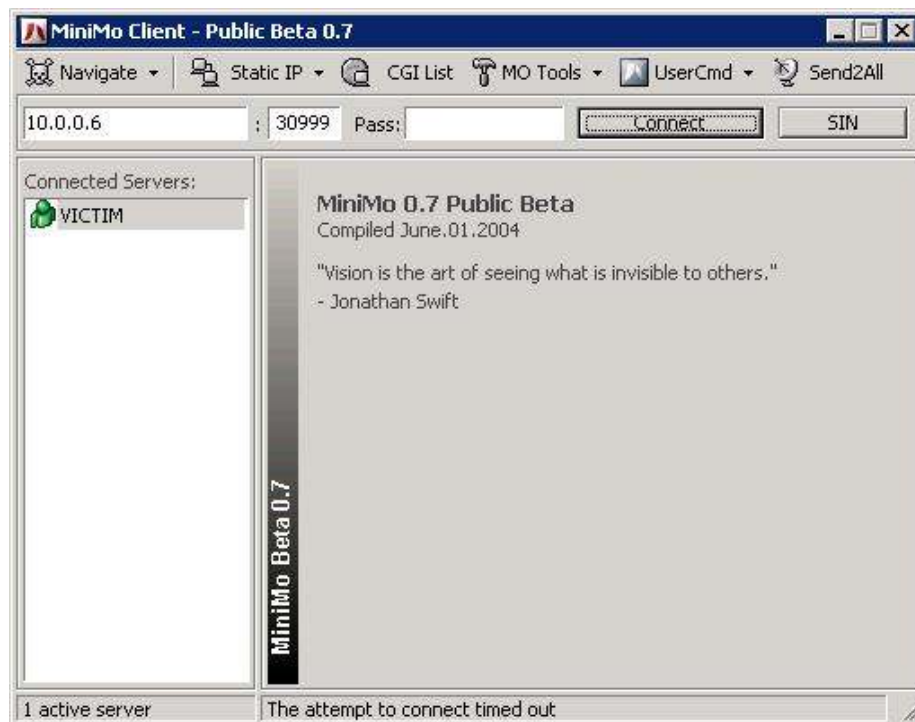 MiniMo Client - Public Beta 0.7
Navigate Static IP CGI List MO Tools UserCmd Send2All
10.0.0.6 : 30999 Pass: Connect SIN
Connected Servers:
VICTIM
MiniMo 0.7 Public Beta
Compiled June.01.2004
"Vision is the art of seeing what is invisible to others."
- Jonathan Swift
MiniMo Beta 0.7
1 active server
The attempt to connect timed out